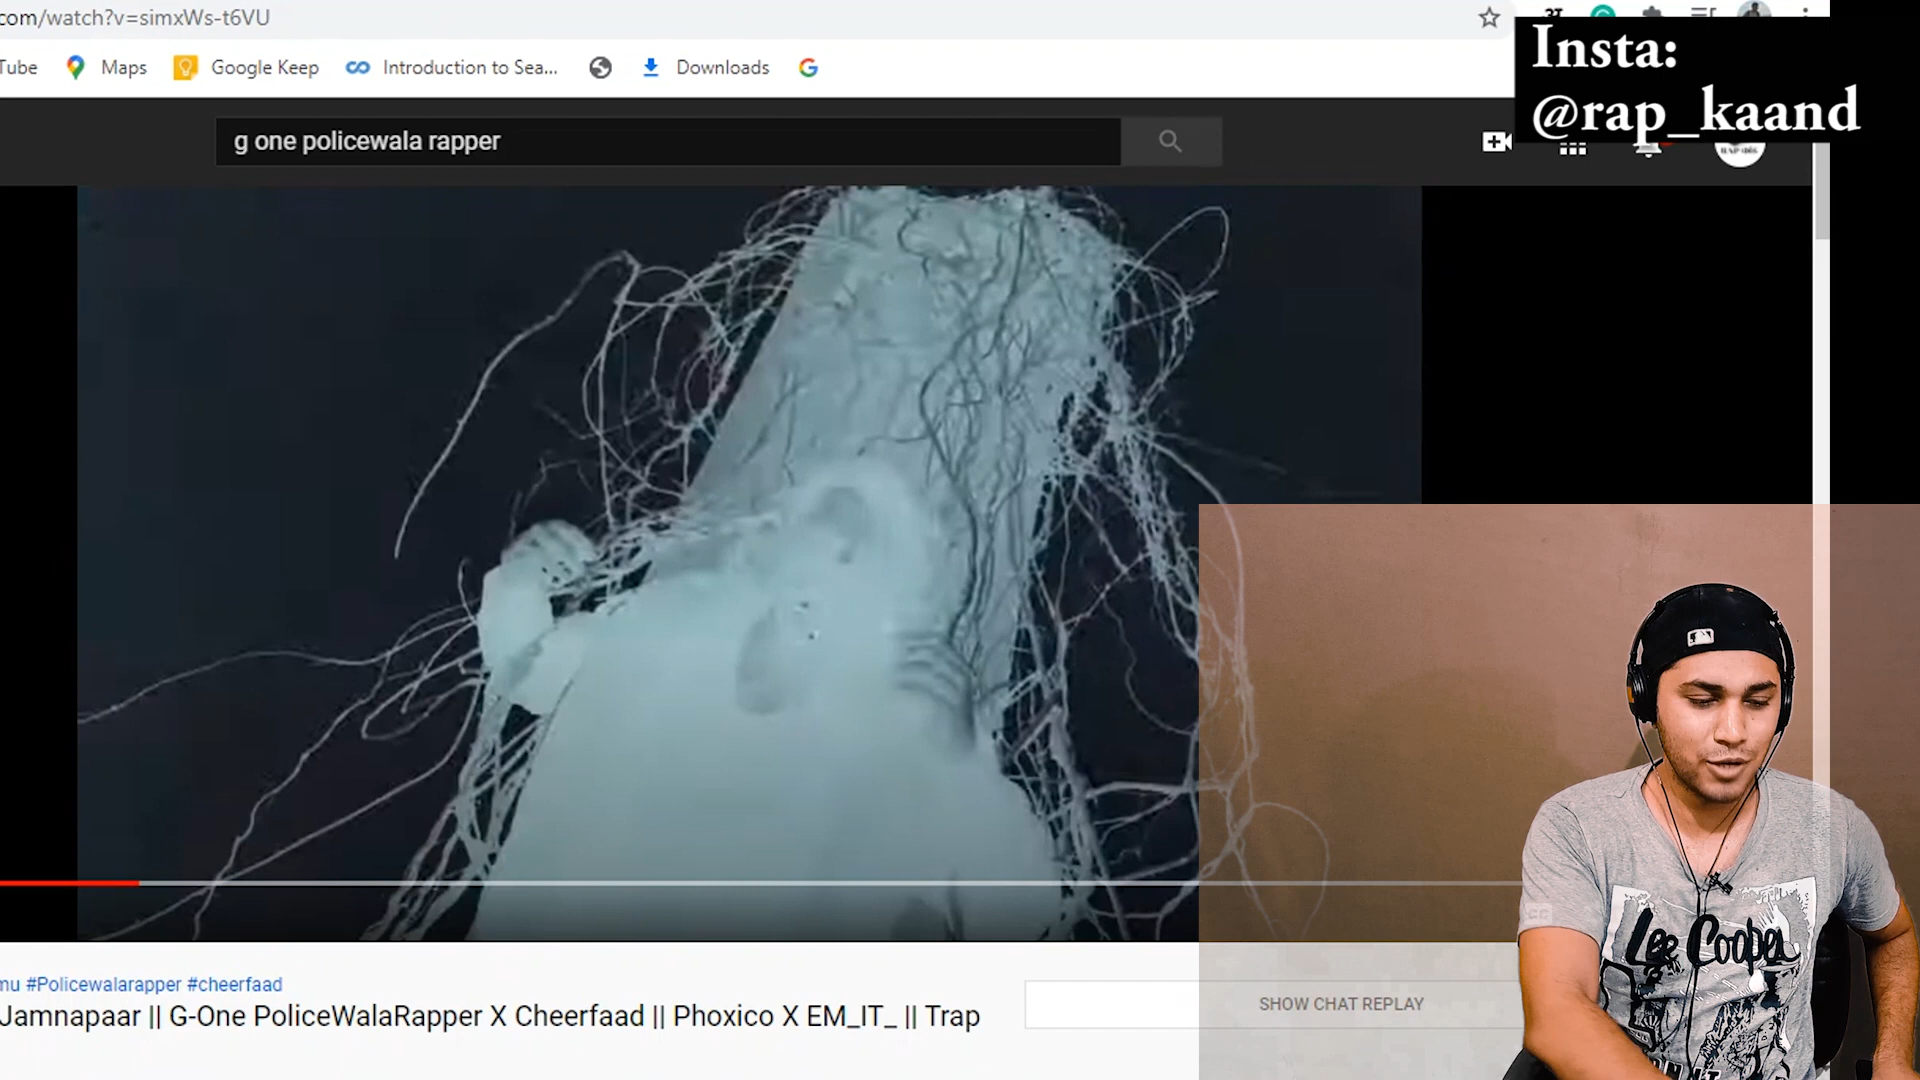 com/watch?v=simxWs-t6VU
Insta:
@rap_kaand
Tube Maps Google Keep Introduction to Sea... Downloads
g one policewala rapper
mu #Policewalarapper #cheerfaad
Jamnapaar || G-One PoliceWalaRapper X Cheerfaad || Phoxico X EM_IT_ || Trap
SHOW CHAT REPLAY
Lee Cooper